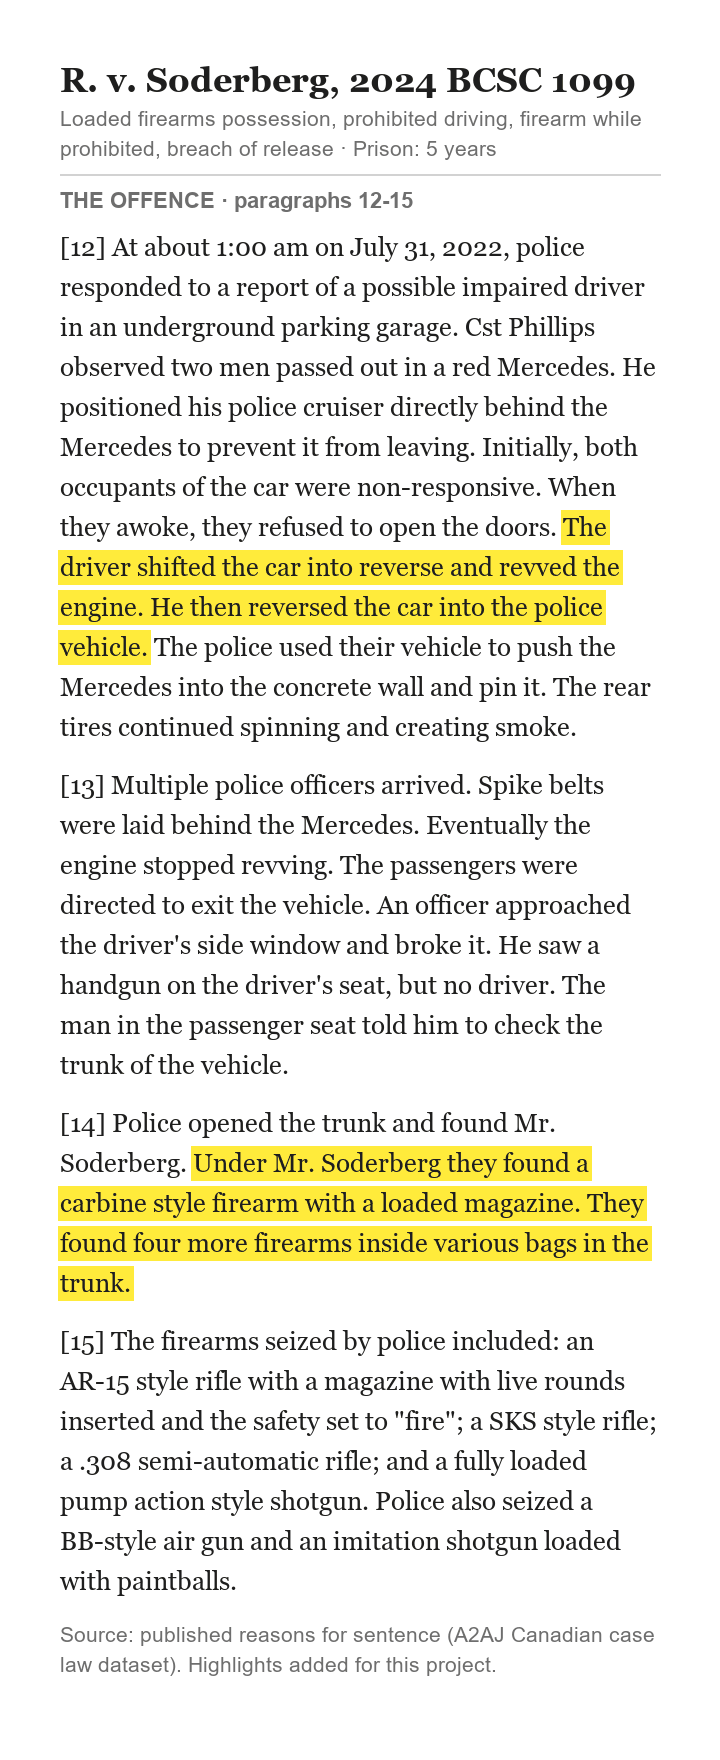 R. v. Soderberg, 2024 BCSC 1099
Loaded firearms possession, prohibited driving, firearm while
prohibited, breach of release · Prison: 5 years
THE OFFENCE · paragraphs 12-15
[12] At about 1:00 am on July 31, 2022, police
responded to a report of a possible impaired driver
in an underground parking garage. Cst Phillips
observed two men passed out in a red Mercedes. He
positioned his police cruiser directly behind the
Mercedes to prevent it from leaving. Initially, both
occupants of the car were non-responsive. When
they awoke, they refused to open the doors. The
driver shifted the car into reverse and revved the
engine. He then reversed the car into the police
vehicle. The police used their vehicle to push the
Mercedes into the concrete wall and pin it. The rear
tires continued spinning and creating smoke.
[13] Multiple police officers arrived. Spike belts
were laid behind the Mercedes. Eventually the
engine stopped revving. The passengers were
directed to exit the vehicle. An officer approached
the driver's side window and broke it. He saw a
handgun on the driver's seat, but no driver. The
man in the passenger seat told him to check the
trunk of the vehicle.
[14] Police opened the trunk and found Mr.
Soderberg. Under Mr. Soderberg they found a
carbine style firearm with a loaded magazine. They
found four more firearms inside various bags in the
trunk.
[15] The firearms seized by police included: an
AR-15 style rifle with a magazine with live rounds
inserted and the safety set to "fire"; a SKS style rifle;
a .308 semi-automatic rifle; and a fully loaded
pump action style shotgun. Police also seized a
BB-style air gun and an imitation shotgun loaded
with paintballs.
Source: published reasons for sentence (A2AJ Canadian case
law dataset). Highlights added for this project.